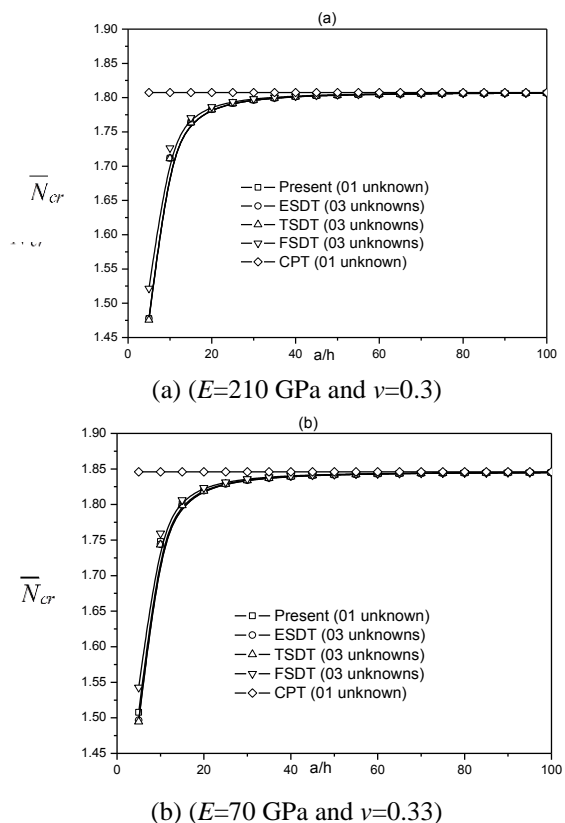 (a)
1.90
1.85
1.80
1.75
1.70
1.65
1.60
1.55
1.50
1.45
N̅cr
Present (01 unknown)
ESDT (03 unknowns)
TSDT (03 unknowns)
FSDT (03 unknowns)
CPT (01 unknown)
0 20 40 60 80 100
a/h
(a) (E=210 GPa and ν=0.3)
(b)
1.90
1.85
1.80
1.75
1.70
1.65
1.60
1.55
1.50
1.45
N̅cr
Present (01 unknown)
ESDT (03 unknowns)
TSDT (03 unknowns)
FSDT (03 unknowns)
CPT (01 unknown)
0 20 40 60 80 100
a/h
(b) (E=70 GPa and ν=0.33)